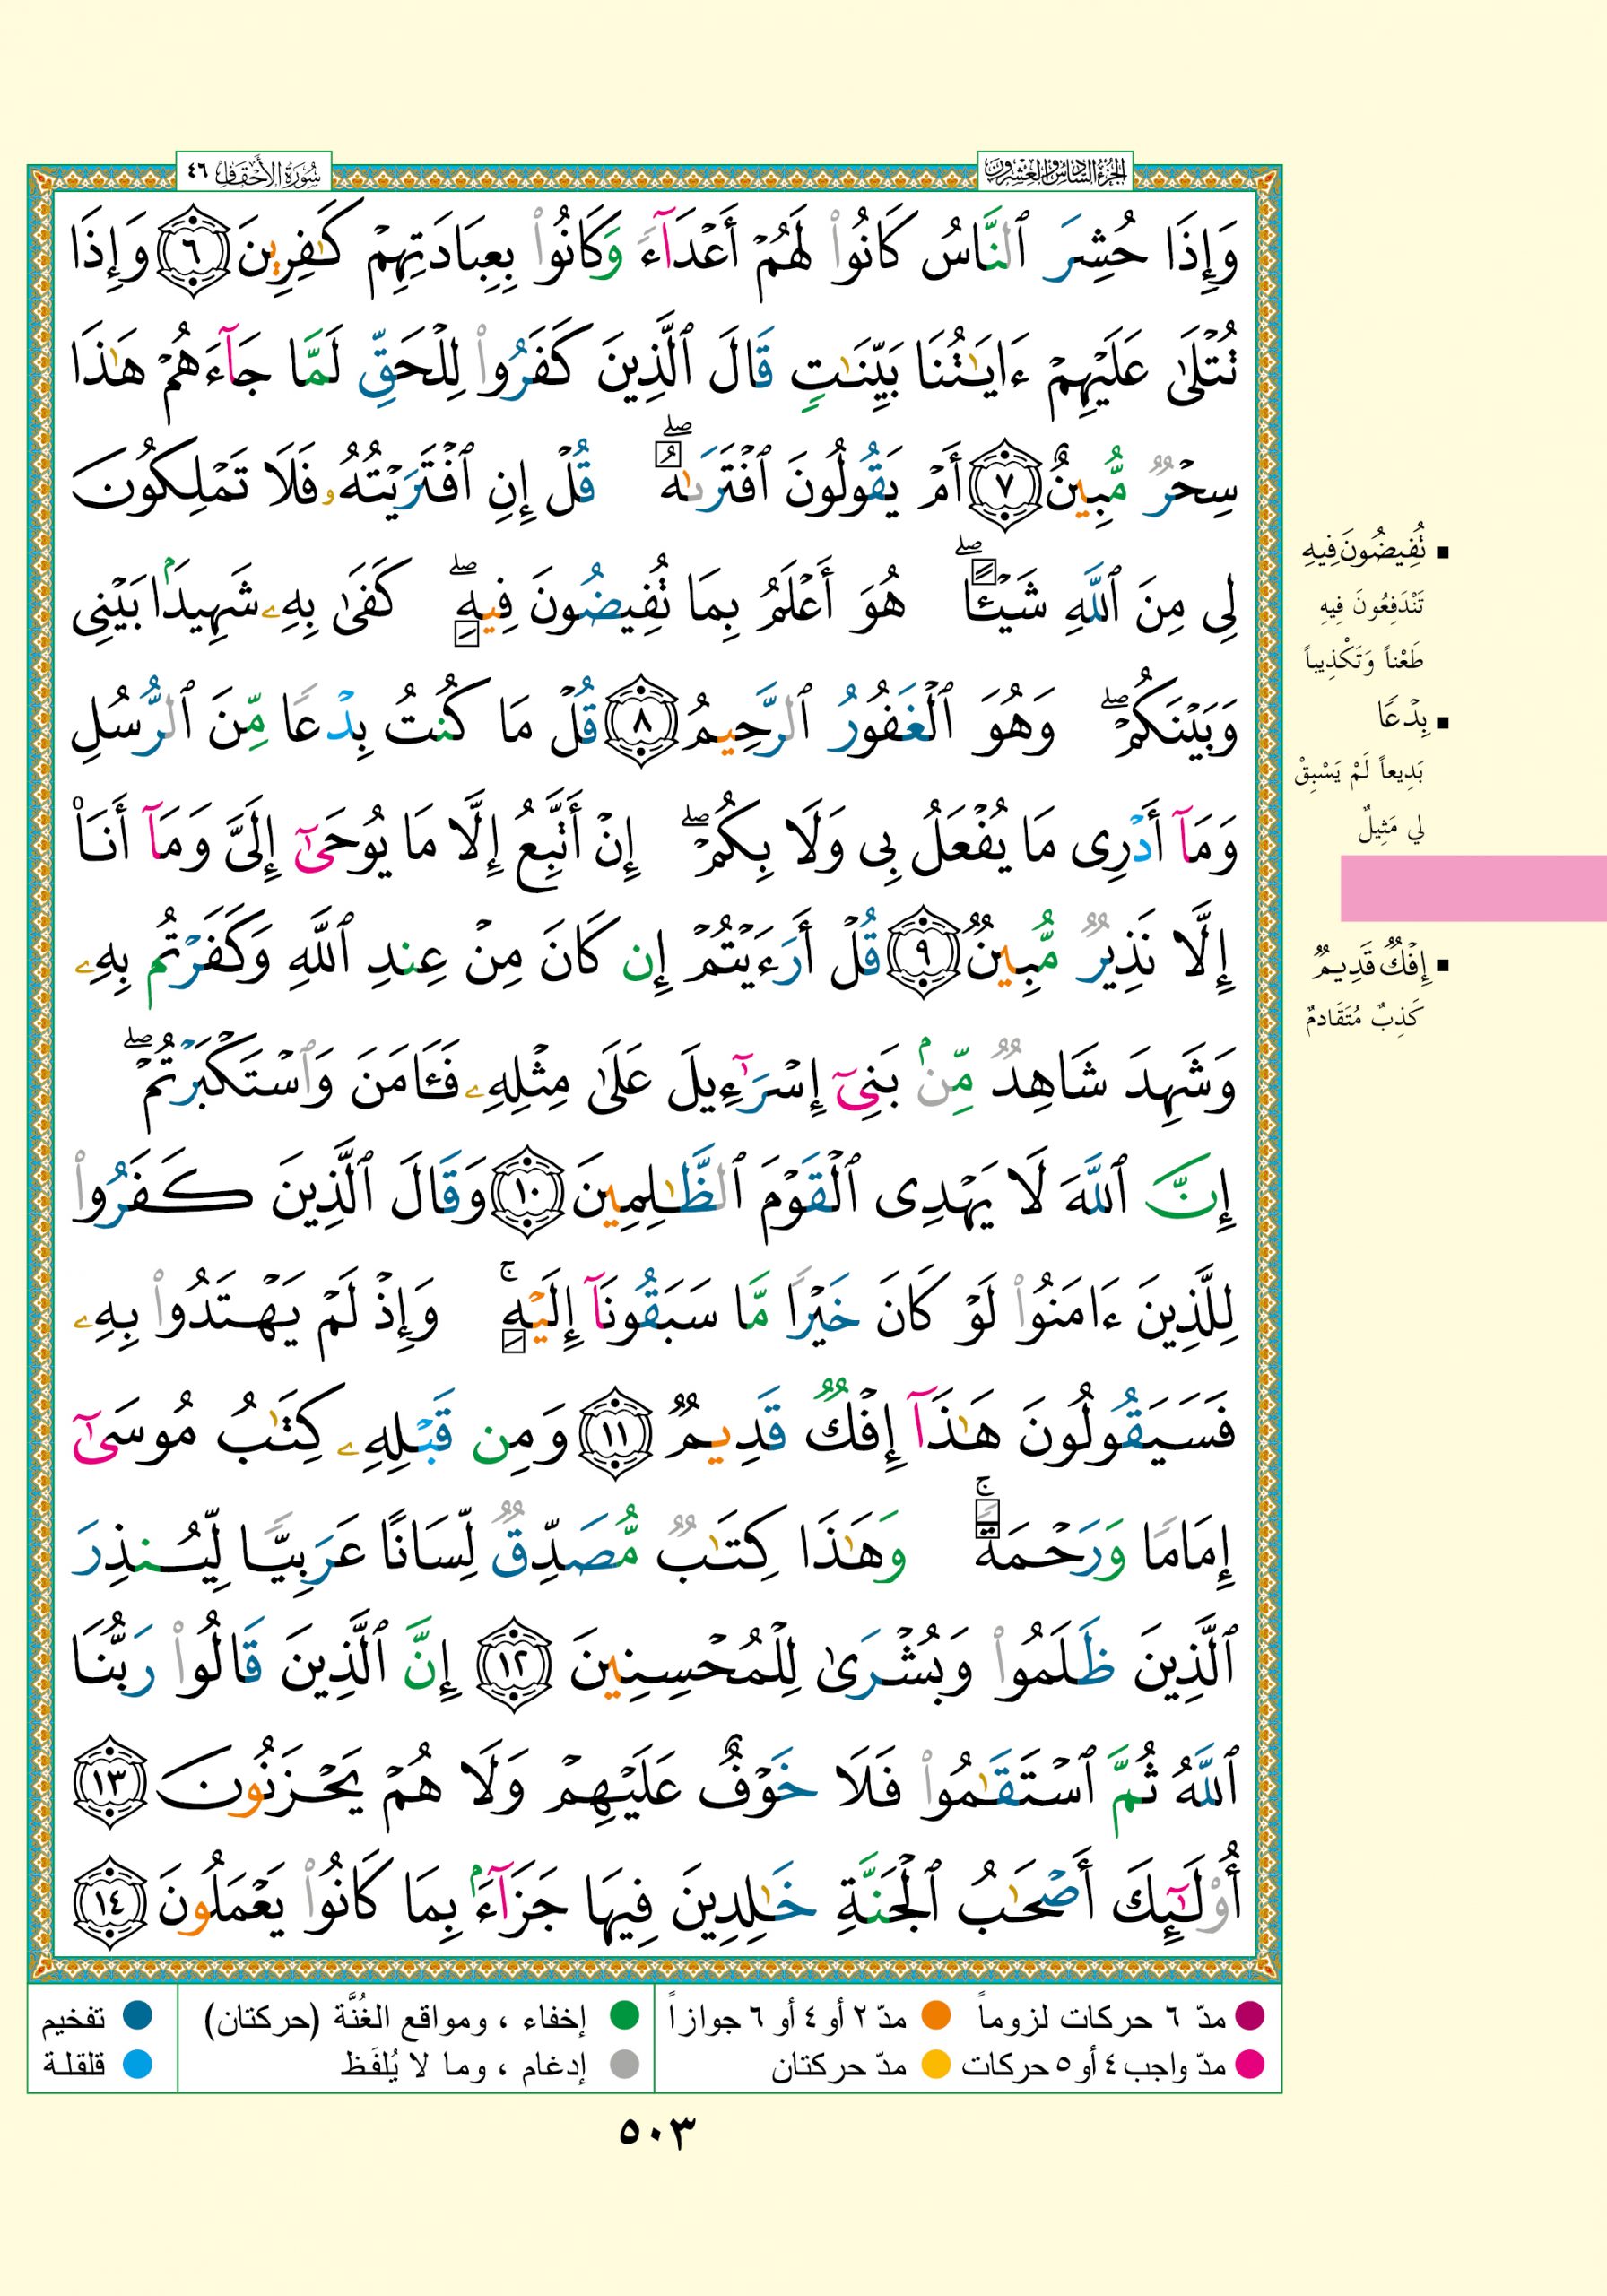 الجزء السادس والعشرون
سورة الأحقاف ٤٦
وَإِذَا حُشِرَ ٱلنَّاسُ كَانُوا۟ لَهُمْ أَعْدَآءً وَكَانُوا۟ بِعِبَادَتِهِمْ كَـٰفِرِينَ ٦ وَإِذَا
تُتْلَىٰ عَلَيْهِمْ ءَايَـٰتُنَا بَيِّنَـٰتٍ قَالَ ٱلَّذِينَ كَفَرُوا۟ لِلْحَقِّ لَمَّا جَآءَهُمْ هَـٰذَا
سِحْرٌ مُّبِينٌ ٧ أَمْ يَقُولُونَ ٱفْتَرَىٰهُ ۖ قُلْ إِنِ ٱفْتَرَيْتُهُۥ فَلَا تَمْلِكُونَ
لِى مِنَ ٱللَّهِ شَيْـًٔا ۖ هُوَ أَعْلَمُ بِمَا تُفِيضُونَ فِيهِ ۖ كَفَىٰ بِهِۦ شَهِيدًۢا بَيْنِى
وَبَيْنَكُمْ ۖ وَهُوَ ٱلْغَفُورُ ٱلرَّحِيمُ ٨ قُلْ مَا كُنتُ بِدْعًا مِّنَ ٱلرُّسُلِ
وَمَآ أَدْرِى مَا يُفْعَلُ بِى وَلَا بِكُمْ ۖ إِنْ أَتَّبِعُ إِلَّا مَا يُوحَىٰٓ إِلَىَّ وَمَآ أَنَا۠
إِلَّا نَذِيرٌ مُّبِينٌ ٩ قُلْ أَرَءَيْتُمْ إِن كَانَ مِنْ عِندِ ٱللَّهِ وَكَفَرْتُم بِهِۦ
وَشَهِدَ شَاهِدٌ مِّنۢ بَنِىٓ إِسْرَٰٓءِيلَ عَلَىٰ مِثْلِهِۦ فَـَٔامَنَ وَٱسْتَكْبَرْتُمْ ۖ
إِنَّ ٱللَّهَ لَا يَهْدِى ٱلْقَوْمَ ٱلظَّـٰلِمِينَ ١٠ وَقَالَ ٱلَّذِينَ كَفَرُوا۟
لِلَّذِينَ ءَامَنُوا۟ لَوْ كَانَ خَيْرًا مَّا سَبَقُونَآ إِلَيْهِ ۚ وَإِذْ لَمْ يَهْتَدُوا۟ بِهِۦ
فَسَيَقُولُونَ هَـٰذَآ إِفْكٌ قَدِيمٌ ١١ وَمِن قَبْلِهِۦ كِتَـٰبُ مُوسَىٰٓ
إِمَامًا وَرَحْمَةً ۚ وَهَـٰذَا كِتَـٰبٌ مُّصَدِّقٌ لِّسَانًا عَرَبِيًّا لِّيُنذِرَ
ٱلَّذِينَ ظَلَمُوا۟ وَبُشْرَىٰ لِلْمُحْسِنِينَ ١٢ إِنَّ ٱلَّذِينَ قَالُوا۟ رَبُّنَا
ٱللَّهُ ثُمَّ ٱسْتَقَـٰمُوا۟ فَلَا خَوْفٌ عَلَيْهِمْ وَلَا هُمْ يَحْزَنُونَ ١٣
أُو۟لَـٰٓئِكَ أَصْحَـٰبُ ٱلْجَنَّةِ خَـٰلِدِينَ فِيهَا جَزَآءًۢ بِمَا كَانُوا۟ يَعْمَلُونَ ١٤
■ تُفِيضُونَ فِيهِ
تَنْدَفِعُونَ فِيهِ
طَعْناً وَتَكْذِيباً
■ بِدْعًا
بَدِيعاً لَمْ يَسْبِقْ
لي مَثِيلٌ
■ إِفْكٌ قَدِيمٌ
كَذِبٌ مُتَقَادمٌ
مدّ ٦ حركات لزوماً ● مدّ ٢ أو ٤ أو ٦ جوازاً ● إخفاء ، ومواقع الغُنَّة (حركتان) ● تفخيم
مدّ واجب ٤ أو ٥ حركات ● مدّ حركتان ● إدغام ، وما لا يُلفَظ ● قلقلة
٥٠٣